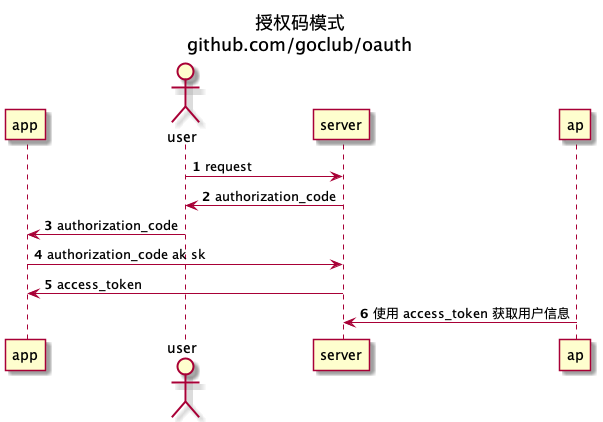 授权码模式
github.com/goclub/oauth
app
user
server
ap
1 request
2 authorization_code
3 authorization_code
4 authorization_code ak sk
5 access_token
6 使用 access_token 获取用户信息
app
user
server
ap